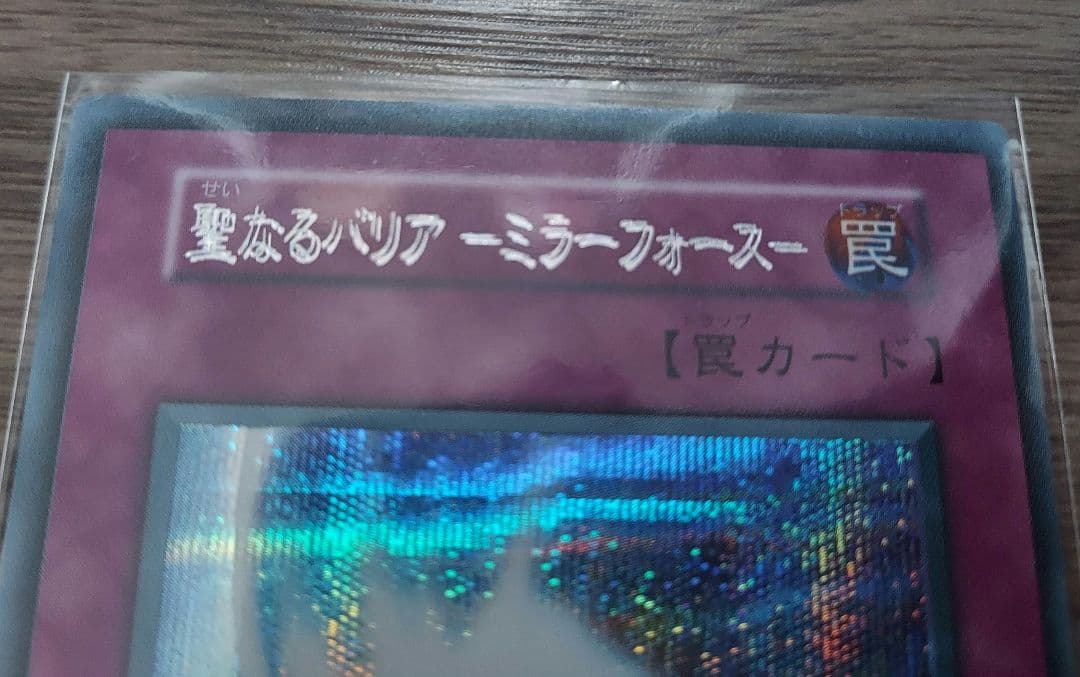 せい
聖なるバリア －ミラーフォース－
トラップ
罠
トラップ
【罠カード】